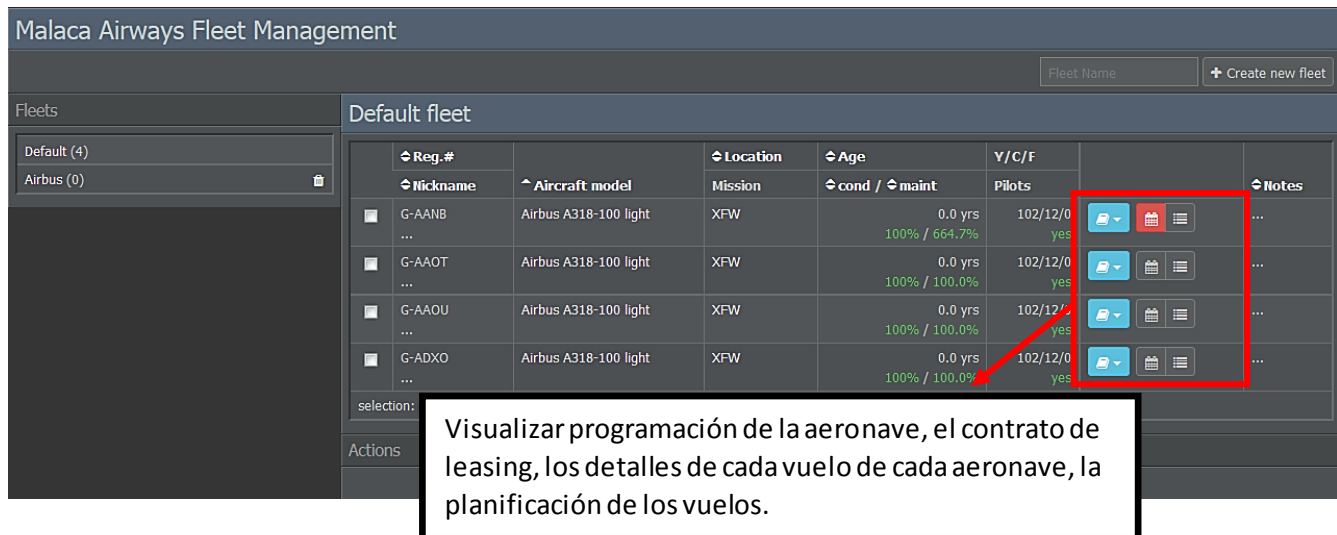 Malaca Airways Fleet Management
Fleet Name + Create new fleet
Fleets
Default (4)
Airbus (0)
Default fleet
Reg.# Location Age Y/C/F
Nickname Aircraft model Mission cond / maint Pilots Notes
G-AANB Airbus A318-100 light XFW 0.0 yrs 102/12/0 ...
... 100% / 664.7% yes
G-AAOT Airbus A318-100 light XFW 0.0 yrs 102/12/0 ...
... 100% / 100.0% yes
G-AAOU Airbus A318-100 light XFW 0.0 yrs 102/12/0 ...
... 100% / 100.0% yes
G-ADXO Airbus A318-100 light XFW 0.0 yrs 102/12/0 ...
... 100% / 100.0% yes
selection:
Actions
Visualizar programación de la aeronave, el contrato de
leasing, los detalles de cada vuelo de cada aeronave, la
planificación de los vuelos.